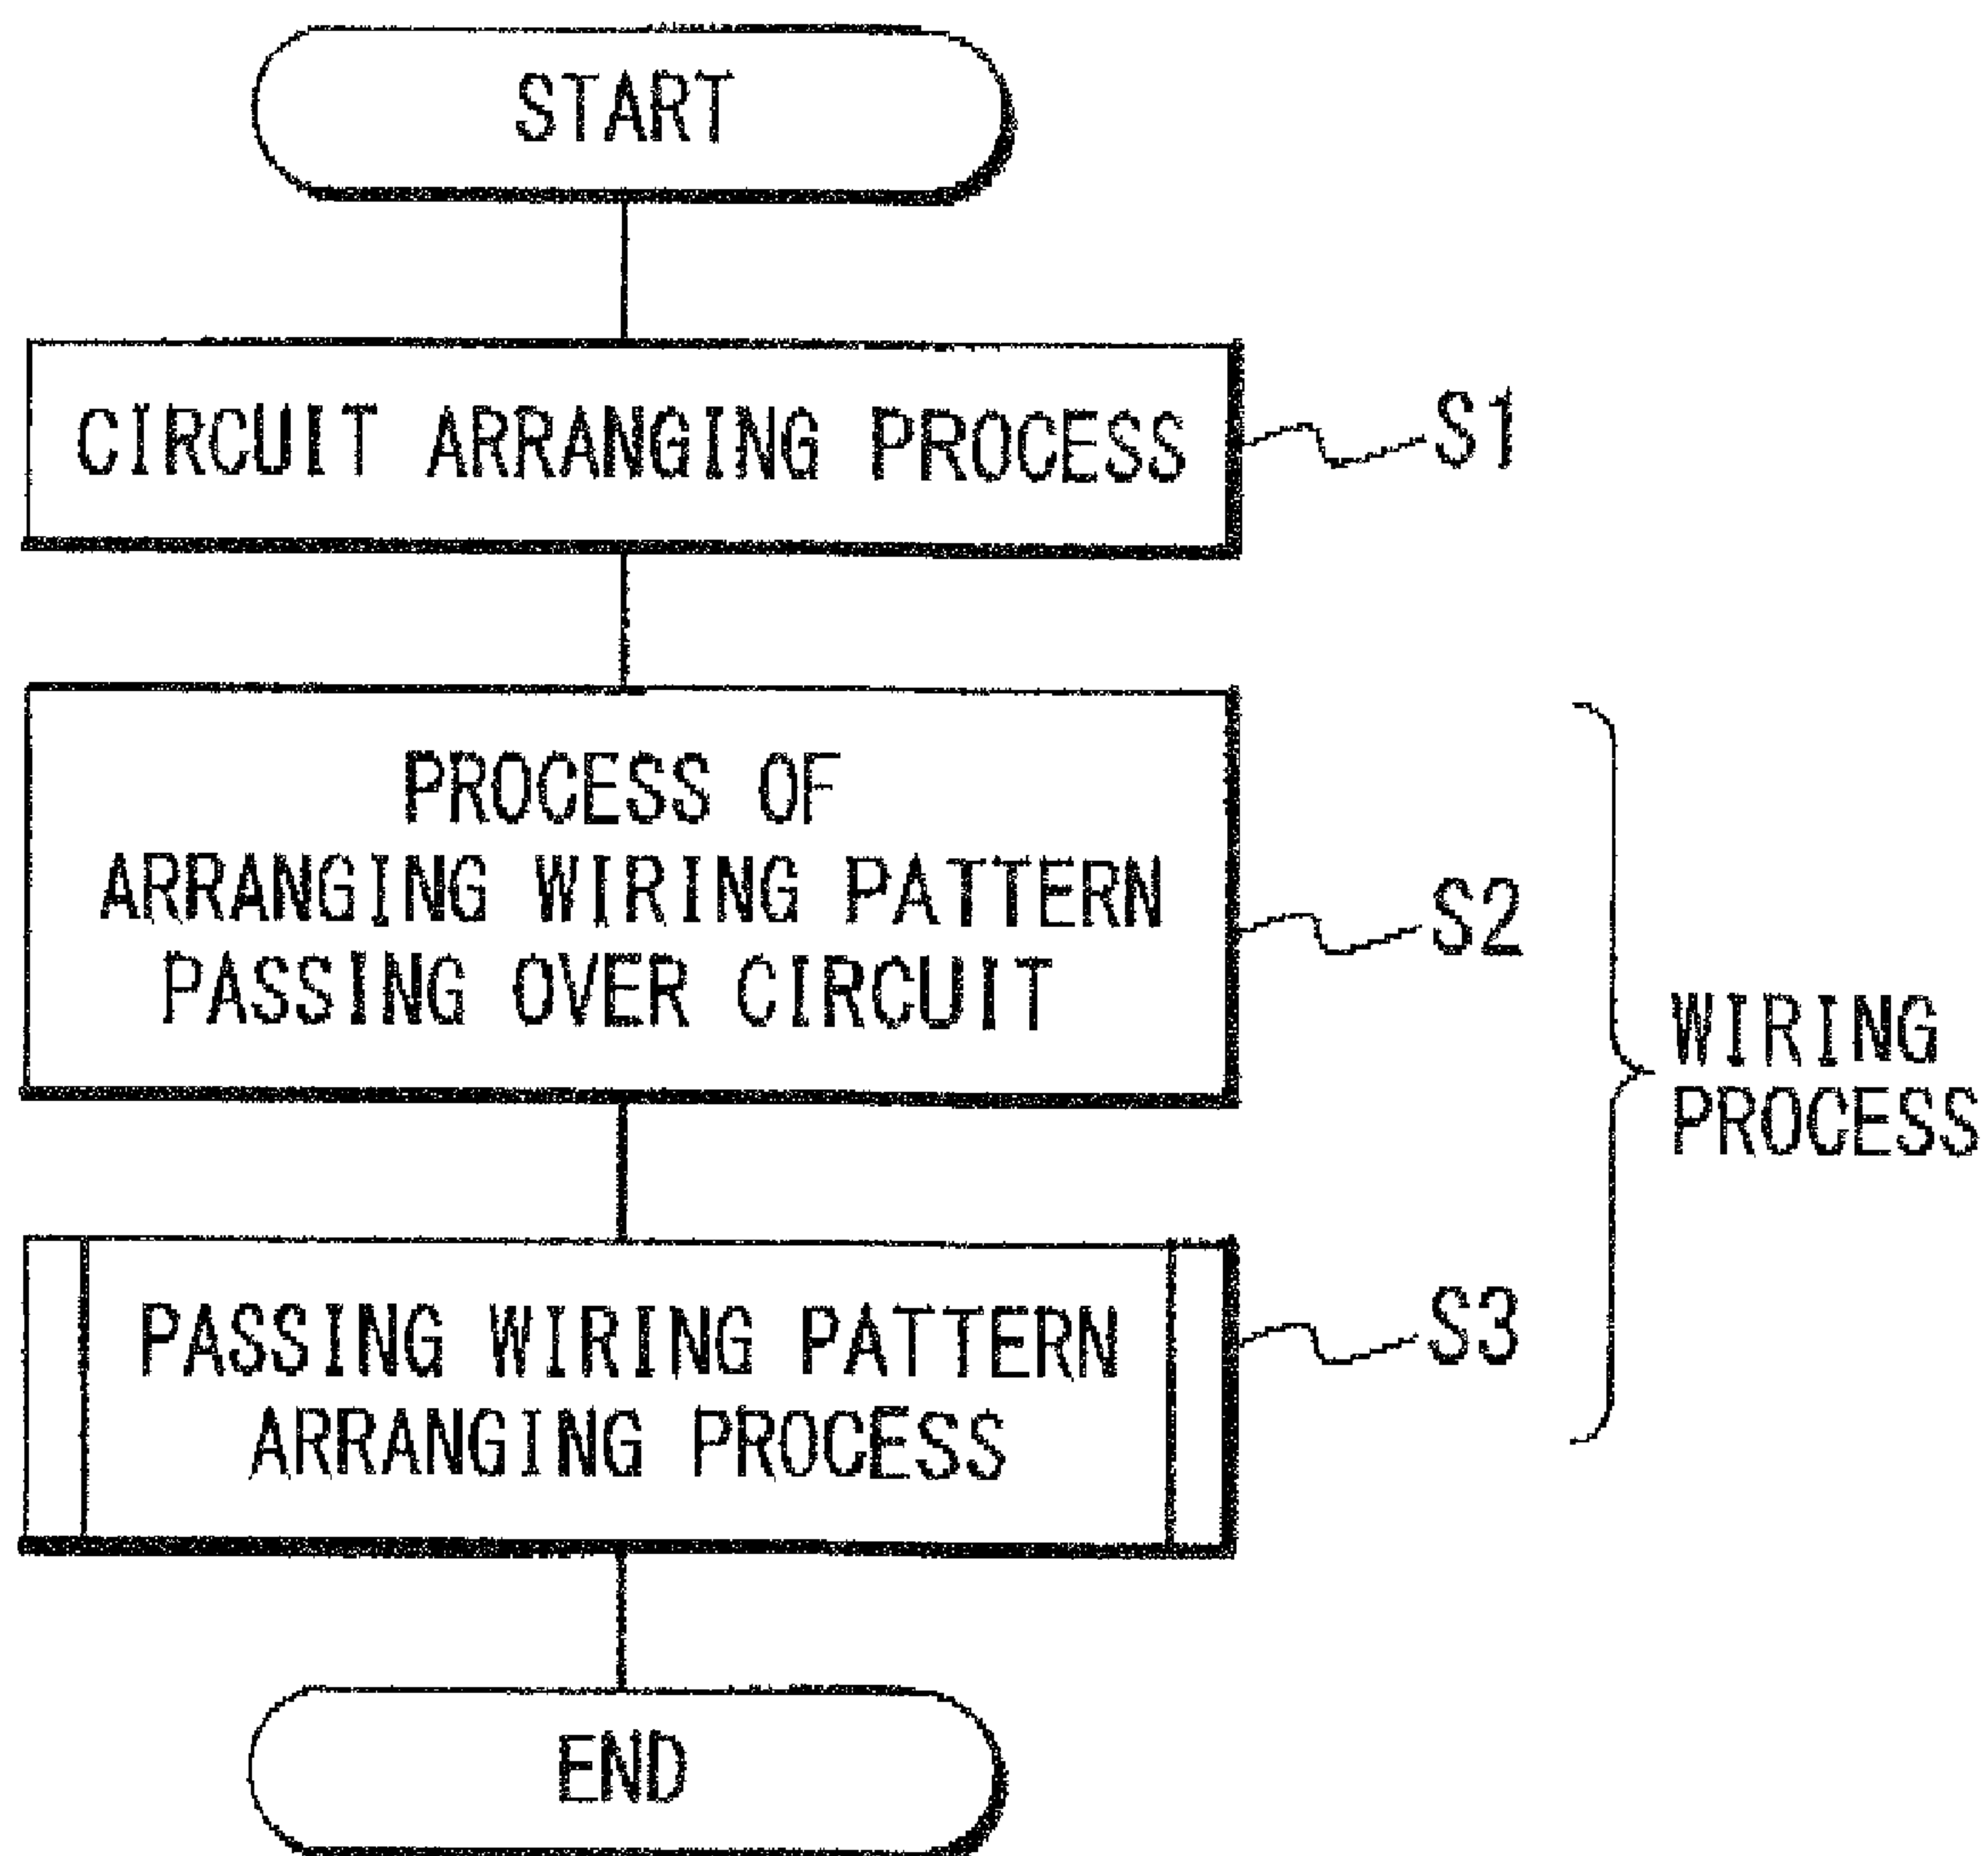 START
CIRCUIT ARRANGING PROCESS
S1
PROCESS OF
ARRANGING WIRING PATTERN
PASSING OVER CIRCUIT
S2
WIRING
PROCESS
PASSING WIRING PATTERN
ARRANGING PROCESS
S3
END